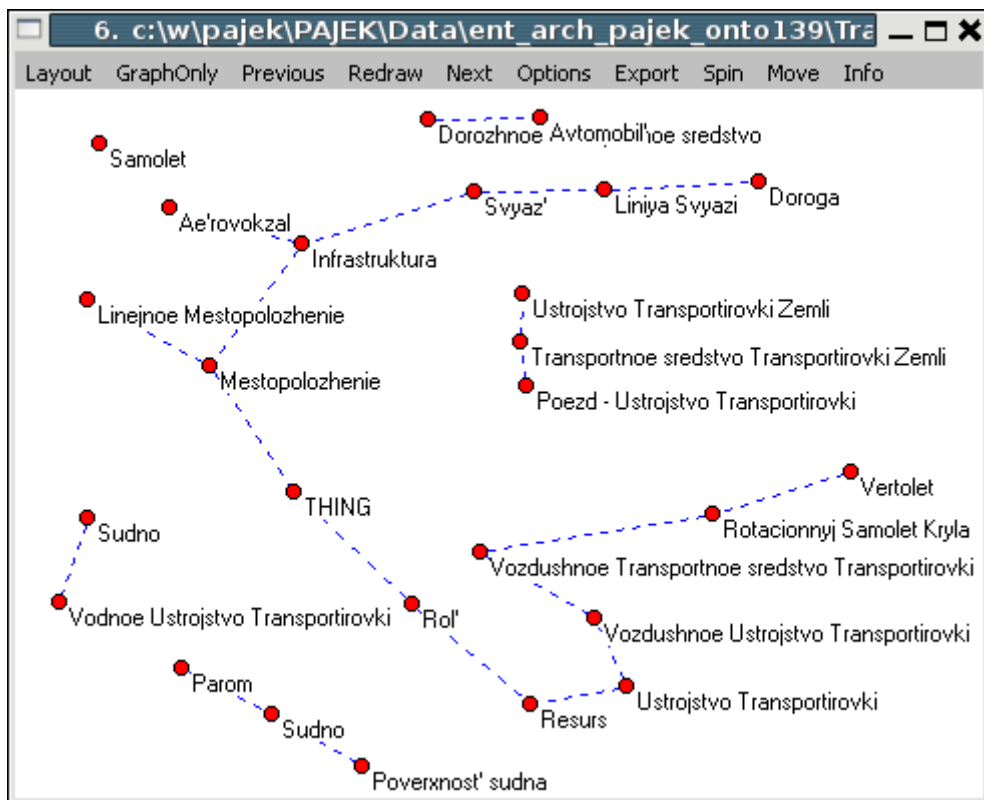 6. c:\w\pajek\PAJEK\Data\ent_arch_pajek_onto139\Tra
Layout GraphOnly Previous Redraw Next Options Export Spin Move Info
Dorozhnoe Avtomobil'noe sredstvo
Samolet
Svyaz' Liniya Svyazi Doroga
Ae'rovokzal
Infrastruktura
Linejnoe Mestopolozhenie
Ustrojstvo Transportirovki Zemli
Transportnoe sredstvo Transportirovki Zemli
Mestopolozhenie
Poezd - Ustrojstvo Transportirovki
Vertolet
THING
Sudno
Rotacionnyj Samolet Kryla
Vozdushnoe Transportnoe sredstvo Transportirovki
Vodnoe Ustrojstvo Transportirovki
Rol'
Vozdushnoe Ustrojstvo Transportirovki
Parom
Ustrojstvo Transportirovki
Resurs
Sudno
Poverxnost' sudna